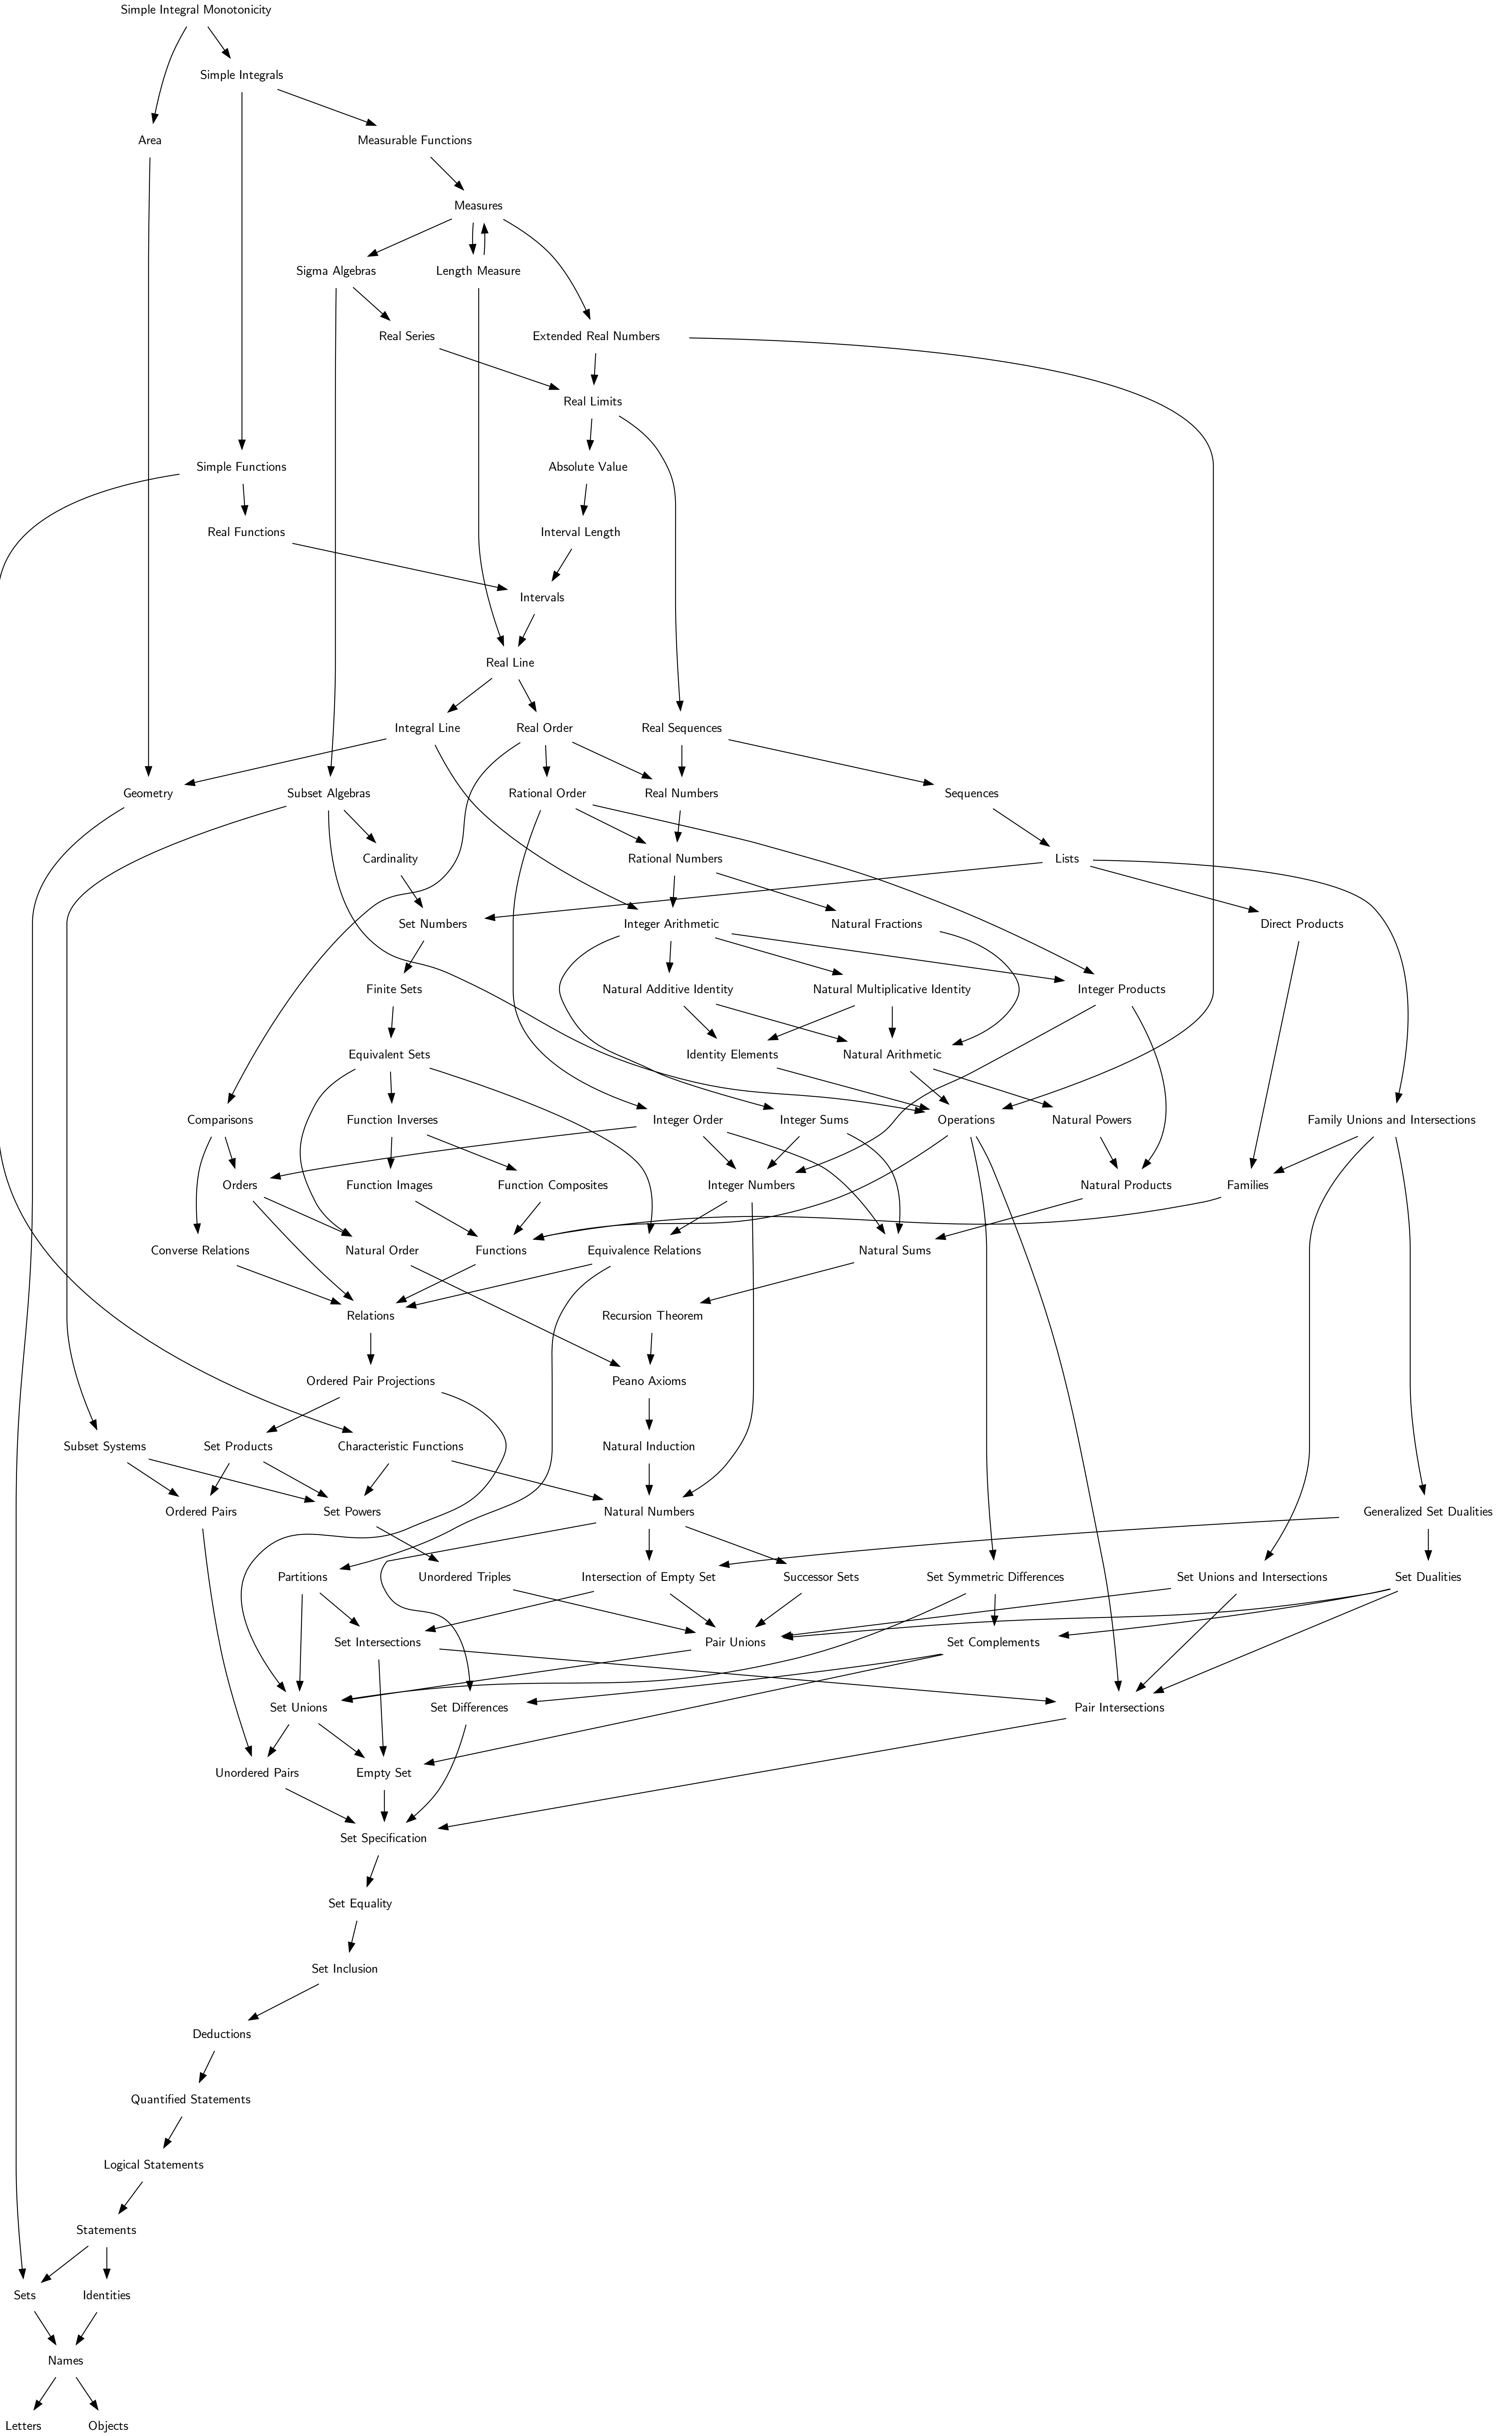 Simple Integral Monotonicity
Simple Integrals
Area
Measurable Functions
Measures
Sigma Algebras
Length Measure
Real Series
Extended Real Numbers
Real Limits
Simple Functions
Absolute Value
Real Functions
Interval Length
Intervals
Real Line
Integral Line
Real Order
Real Sequences
Geometry
Subset Algebras
Rational Order
Real Numbers
Sequences
Cardinality
Rational Numbers
Lists
Set Numbers
Integer Arithmetic
Natural Fractions
Direct Products
Finite Sets
Natural Additive Identity
Natural Multiplicative Identity
Integer Products
Equivalent Sets
Identity Elements
Natural Arithmetic
Comparisons
Function Inverses
Integer Order
Integer Sums
Operations
Natural Powers
Family Unions and Intersections
Orders
Function Images
Function Composites
Integer Numbers
Natural Products
Families
Converse Relations
Natural Order
Functions
Equivalence Relations
Natural Sums
Relations
Recursion Theorem
Ordered Pair Projections
Peano Axioms
Subset Systems
Set Products
Characteristic Functions
Natural Induction
Ordered Pairs
Set Powers
Natural Numbers
Generalized Set Dualities
Partitions
Unordered Triples
Intersection of Empty Set
Successor Sets
Set Symmetric Differences
Set Unions and Intersections
Set Dualities
Set Intersections
Pair Unions
Set Complements
Set Unions
Set Differences
Pair Intersections
Unordered Pairs
Empty Set
Set Specification
Set Equality
Set Inclusion
Deductions
Quantified Statements
Logical Statements
Statements
Sets
Identities
Names
Letters
Objects